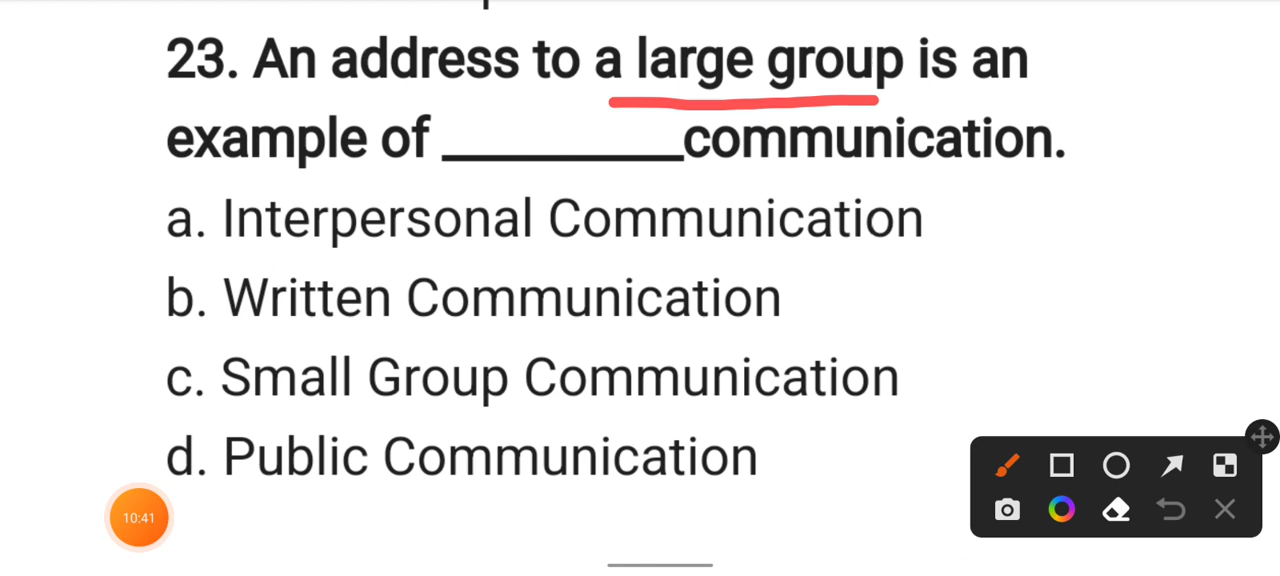 23. An address to a large group is an
example of _________communication.
a. Interpersonal Communication
b. Written Communication
c. Small Group Communication
d. Public Communication
10:41